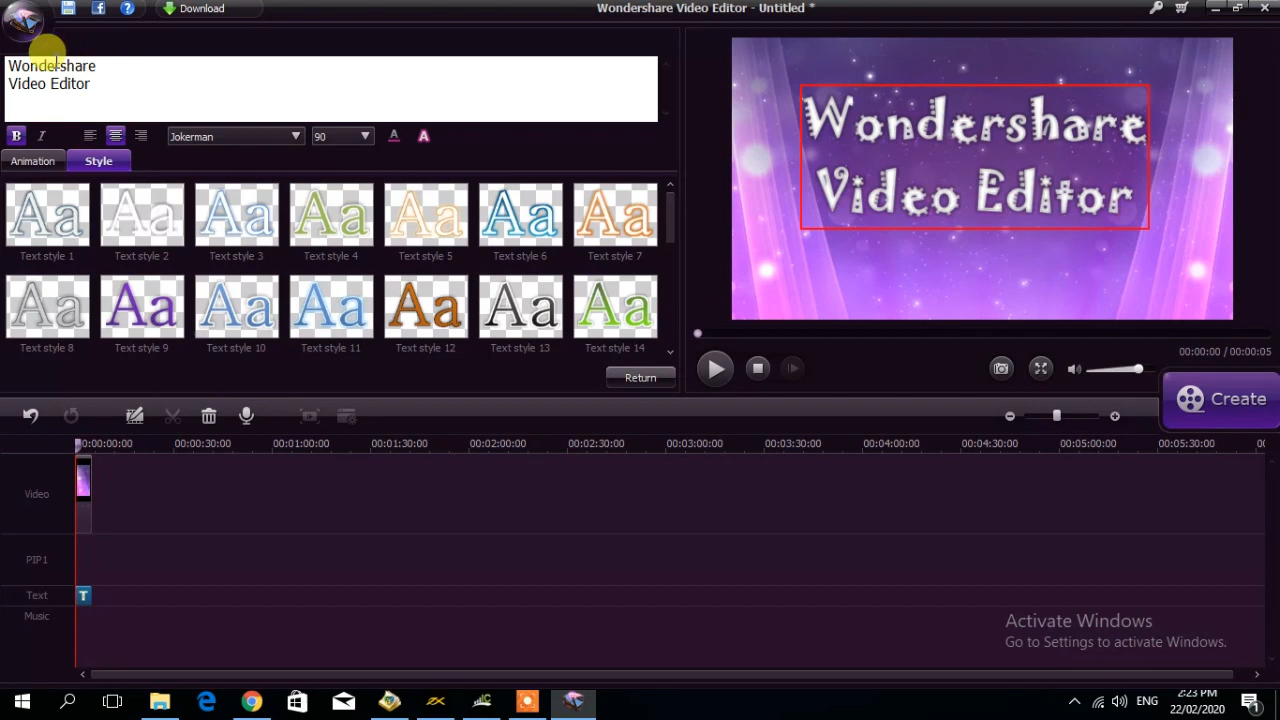 Download
Wondershare Video Editor - Untitled *
Wondershare
Video Editor
B I Jokerman 90 A A
Animation Style
Aa Aa Aa Aa Aa Aa Aa
Text style 1 Text style 2 Text style 3 Text style 4 Text style 5 Text style 6 Text style 7
Aa Aa Aa Aa Aa Aa Aa
Text style 8 Text style 9 Text style 10 Text style 11 Text style 12 Text style 13 Text style 14
Return
Wondershare
Video Editor
00:00:00 / 00:00:05
Create
0:00:00:00 00:00:30:00 00:01:00:00 00:01:30:00 00:02:00:00 00:02:30:00 00:03:00:00 00:03:30:00 00:04:00:00 00:04:30:00 00:05:00:00 00:05:30:00 00
Video
PIP1
Text T
Music
Activate Windows
Go to Settings to activate Windows.
ENG
2:23 PM
22/02/2020
1